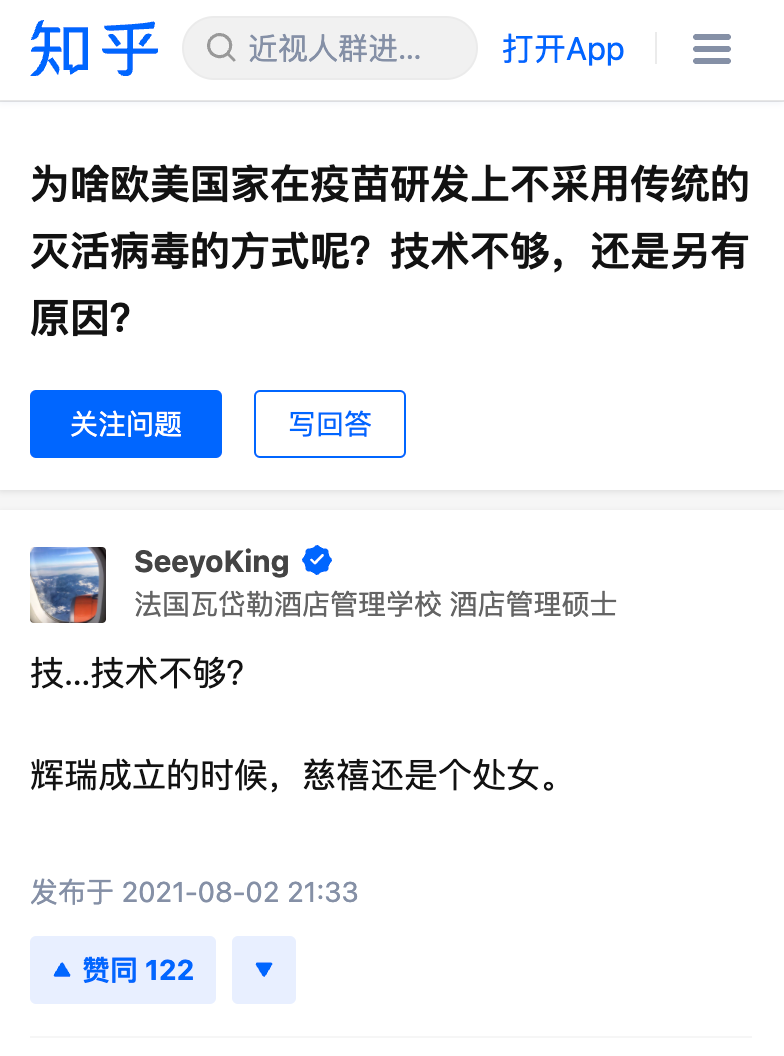 知乎
近视人群进...
打开App
为啥欧美国家在疫苗研发上不采用传统的
灭活病毒的方式呢？技术不够，还是另有
原因？
关注问题
写回答
SeeyoKing
法国瓦岱勒酒店管理学校 酒店管理硕士
技...技术不够？
辉瑞成立的时候，慈禧还是个处女。
发布于 2021-08-02 21:33
赞同 122